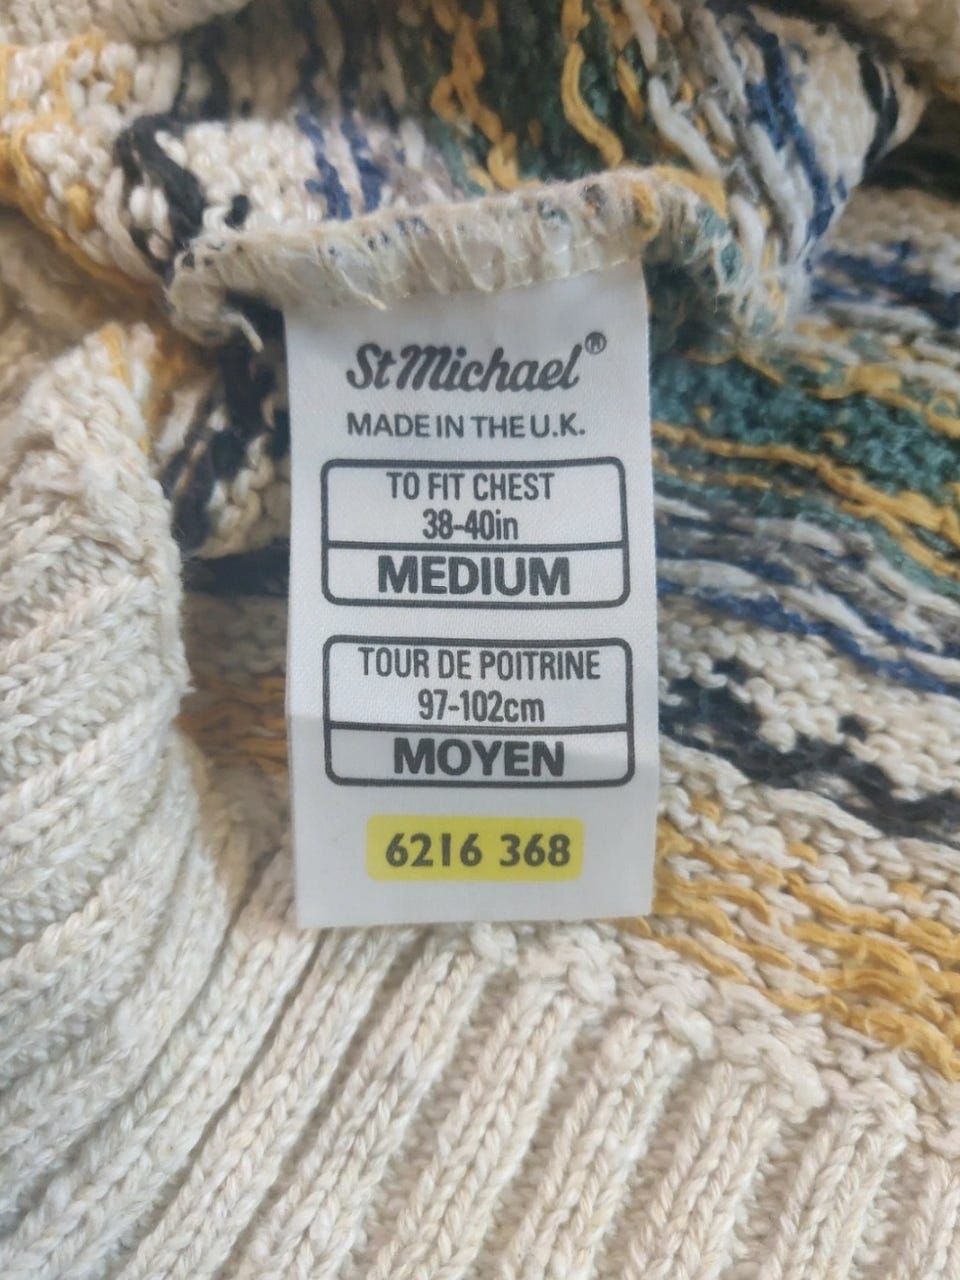 St Michael®
MADE IN THE U.K.
TO FIT CHEST
38-40in
MEDIUM
TOUR DE POITRINE
97-102cm
MOYEN
6216 368